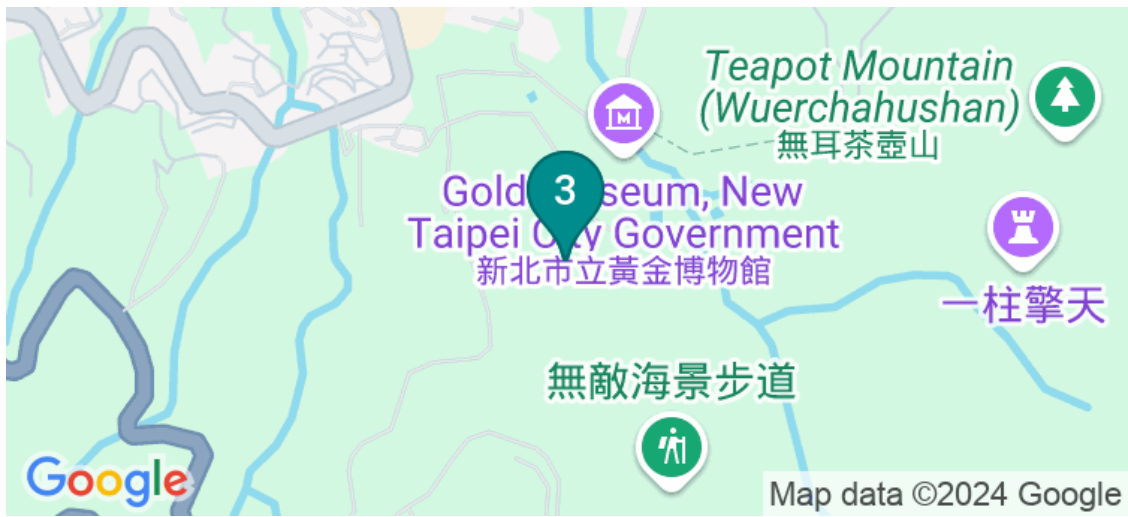 Teapot Mountain
(Wuerchahushan)
無耳茶壺山
3
Gold seum, New
Taipei City Government
新北市立黃金博物館
一柱擎天
無敵海景步道
Google
Map data ©2024 Google